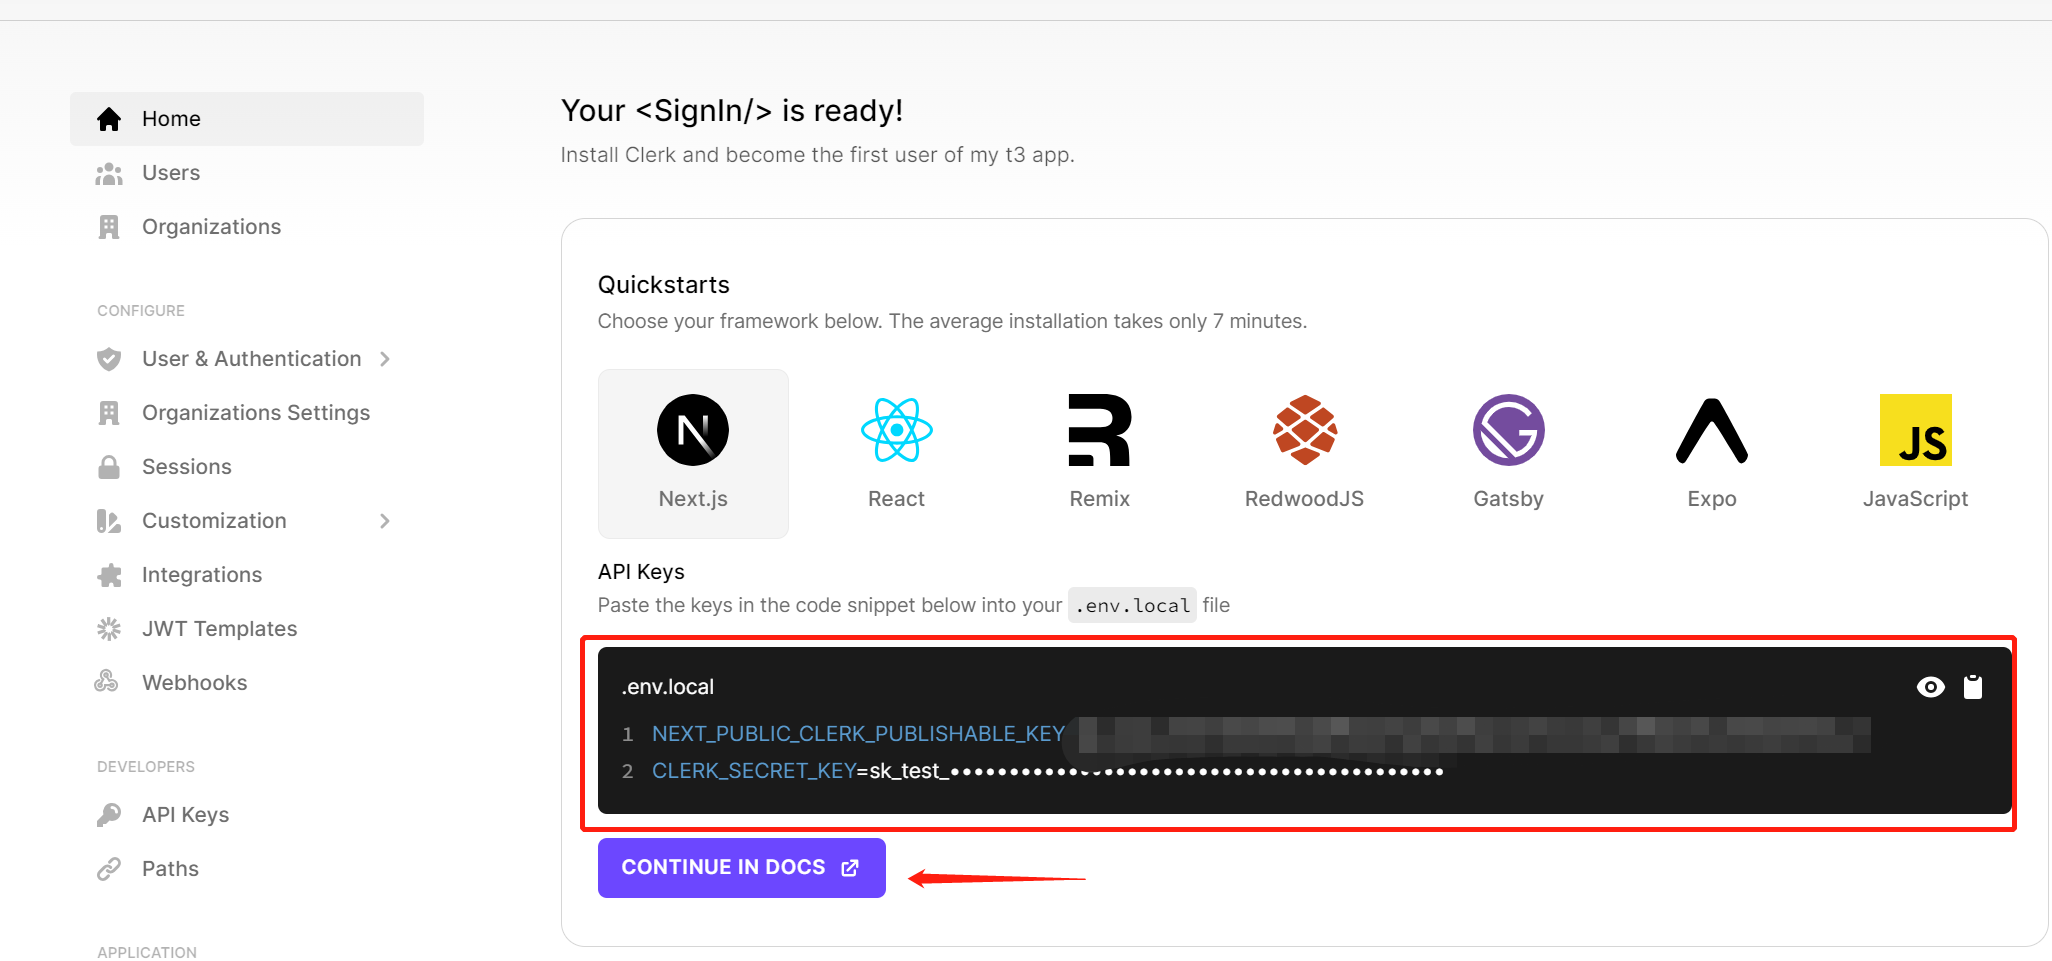 Home
Users
Organizations
CONFIGURE
User & Authentication
Organizations Settings
Sessions
Customization
Integrations
JWT Templates
Webhooks
DEVELOPERS
API Keys
Paths
APPLICATION
Your <SignIn/> is ready!
Install Clerk and become the first user of my t3 app.
Quickstarts
Choose your framework below. The average installation takes only 7 minutes.
Next.js
React
Remix
RedwoodJS
Gatsby
Expo
JS
JavaScript
API Keys
Paste the keys in the code snippet below into your .env.local file
.env.local
1 NEXT_PUBLIC_CLERK_PUBLISHABLE_KEY
2 CLERK_SECRET_KEY=sk_test_••••••••••••••••••••••••••••••••••••••••••
CONTINUE IN DOCS